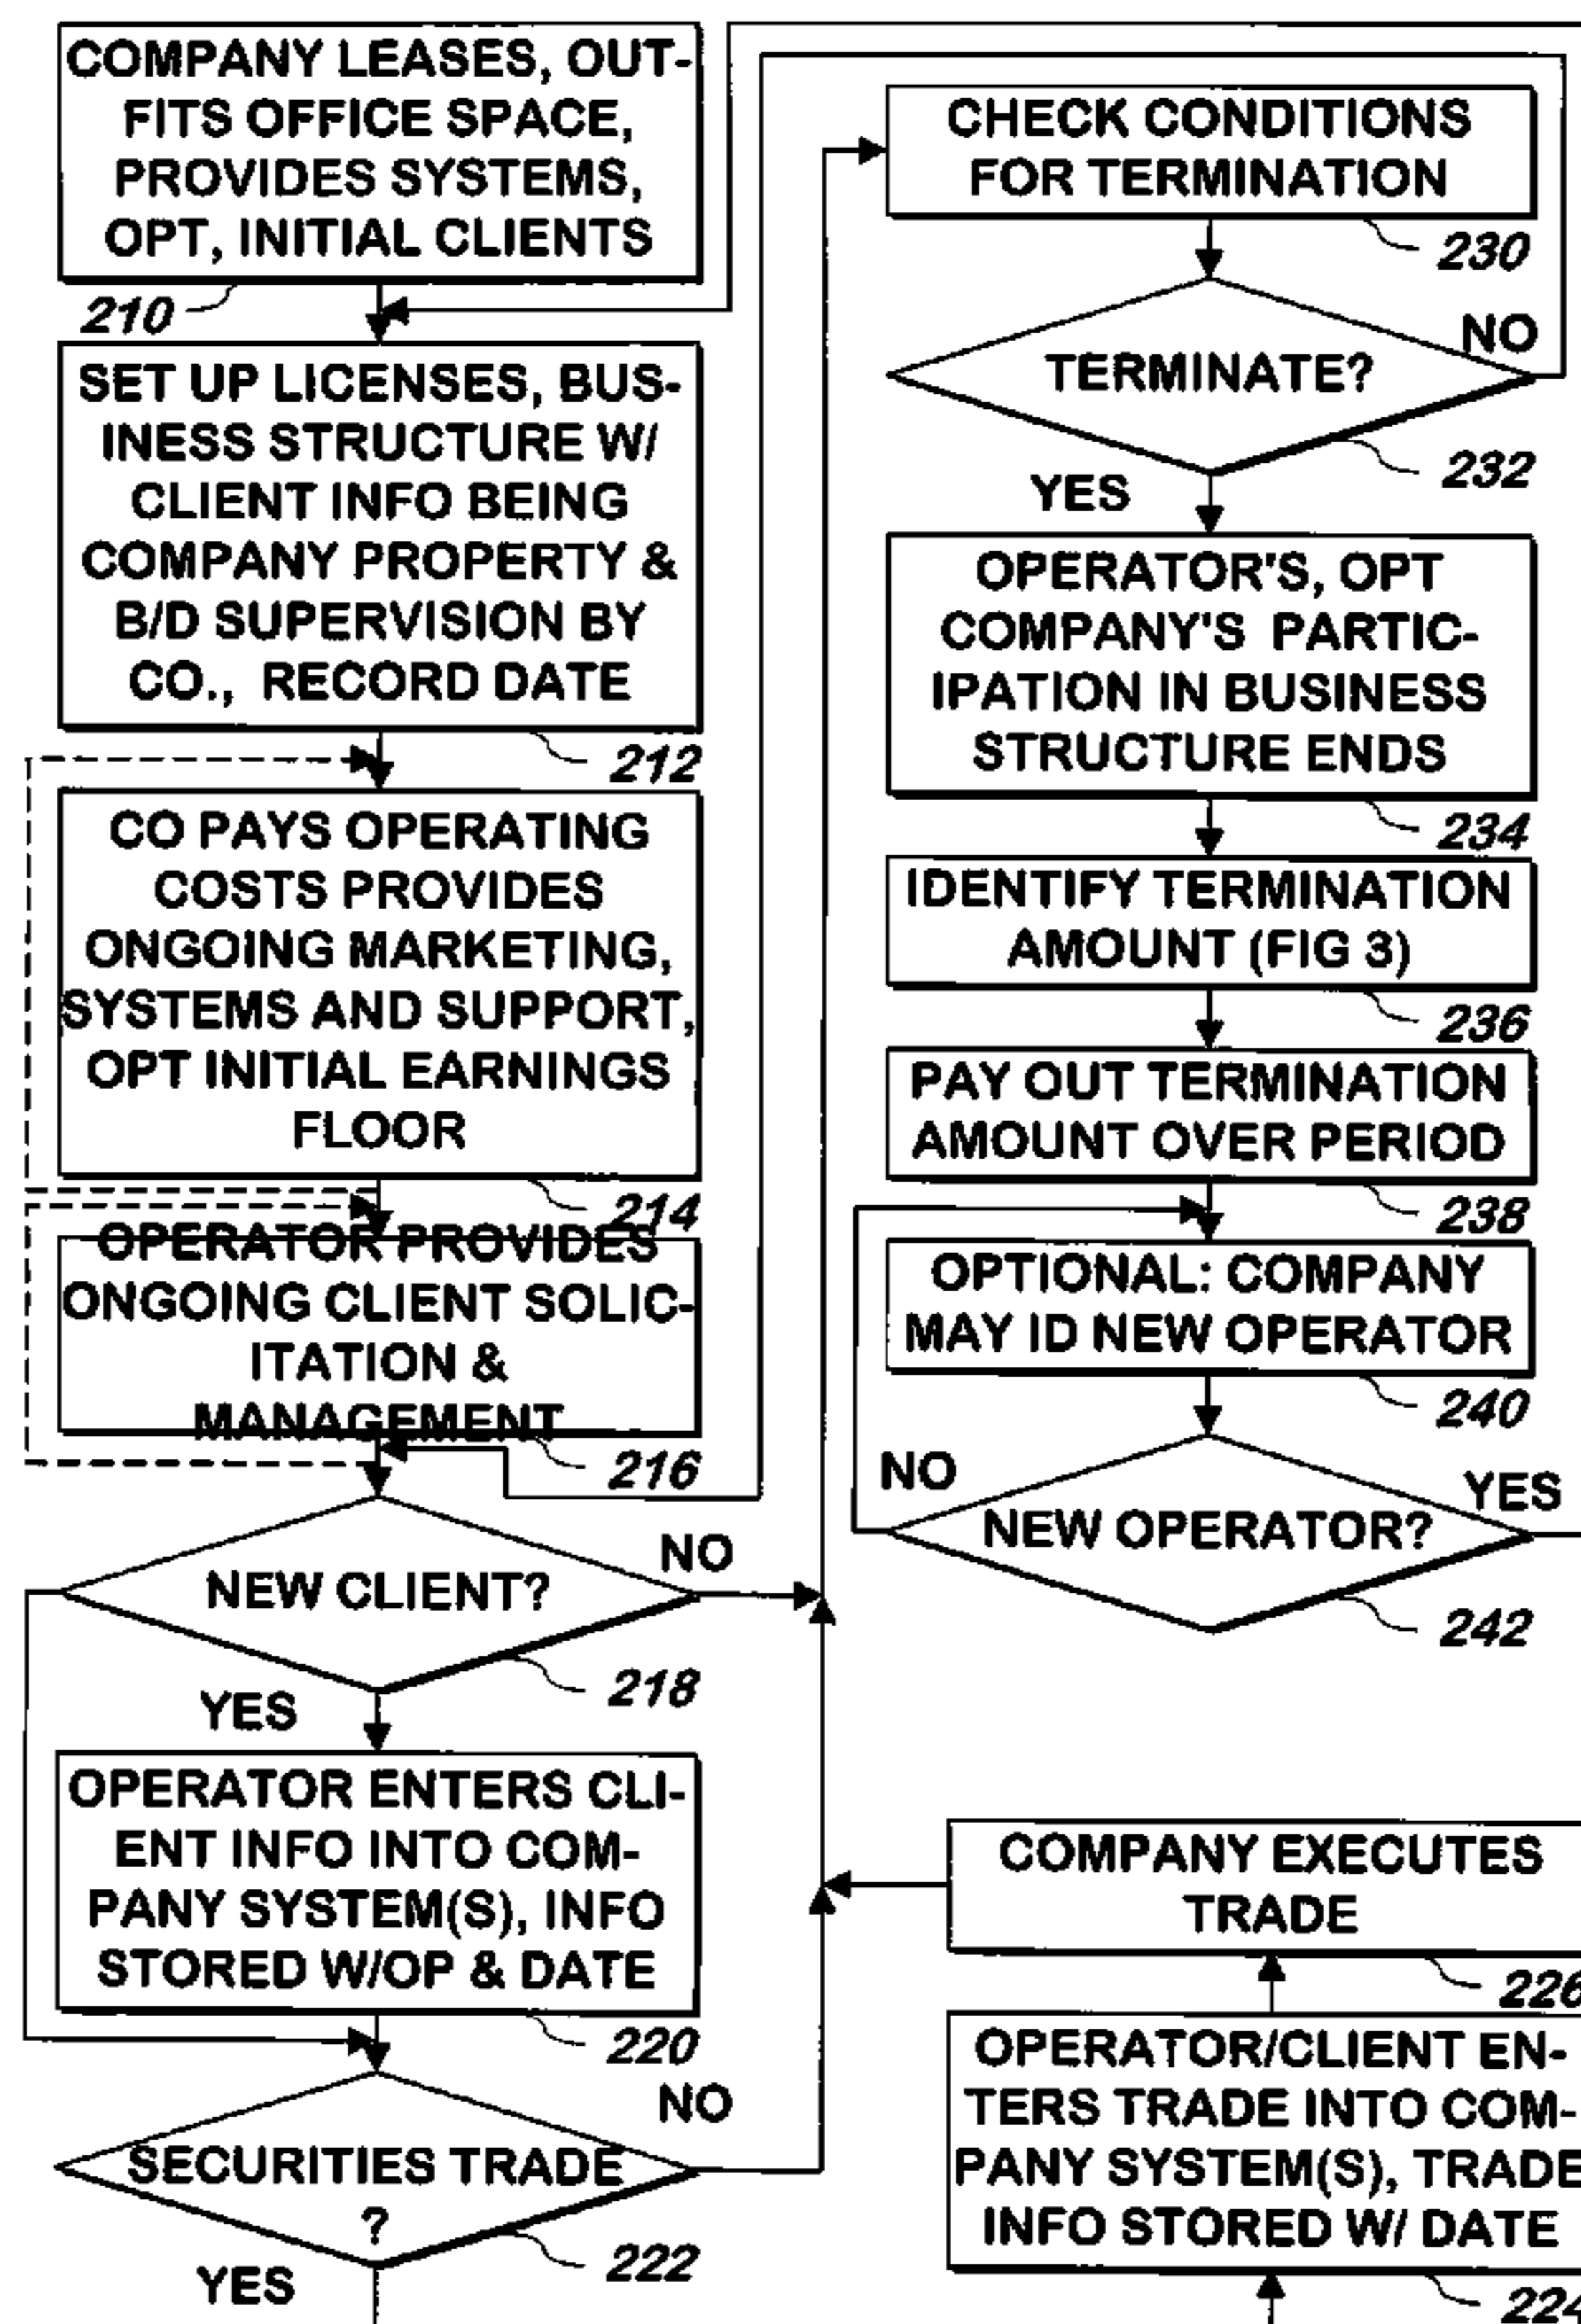 COMPANY LEASES, OUT-
FITS OFFICE SPACE,
PROVIDES SYSTEMS,
OPT, INITIAL CLIENTS
210
SET UP LICENSES, BUS-
INESS STRUCTURE W/
CLIENT INFO BEING
COMPANY PROPERTY &
B/D SUPERVISION BY
CO., RECORD DATE
212
CO PAYS OPERATING
COSTS PROVIDES
ONGOING MARKETING,
SYSTEMS AND SUPPORT,
OPT INITIAL EARNINGS
FLOOR
214
OPERATOR PROVIDES
ONGOING CLIENT SOLIC-
ITATION &
MANAGEMENT
216
NEW CLIENT?
NO
218
YES
OPERATOR ENTERS CLI-
ENT INFO INTO COM-
PANY SYSTEM(S), INFO
STORED W/OP & DATE
220
NO
SECURITIES TRADE
?
222
YES
CHECK CONDITIONS
FOR TERMINATION
230
NO
TERMINATE?
232
YES
OPERATOR'S, OPT
COMPANY'S PARTIC-
IPATION IN BUSINESS
STRUCTURE ENDS
234
IDENTIFY TERMINATION
AMOUNT (FIG 3)
236
PAY OUT TERMINATION
AMOUNT OVER PERIOD
238
OPTIONAL: COMPANY
MAY ID NEW OPERATOR
240
NO
YES
NEW OPERATOR?
242
COMPANY EXECUTES
TRADE
226
OPERATOR/CLIENT EN-
TERS TRADE INTO COM-
PANY SYSTEM(S), TRADE
INFO STORED W/ DATE
224